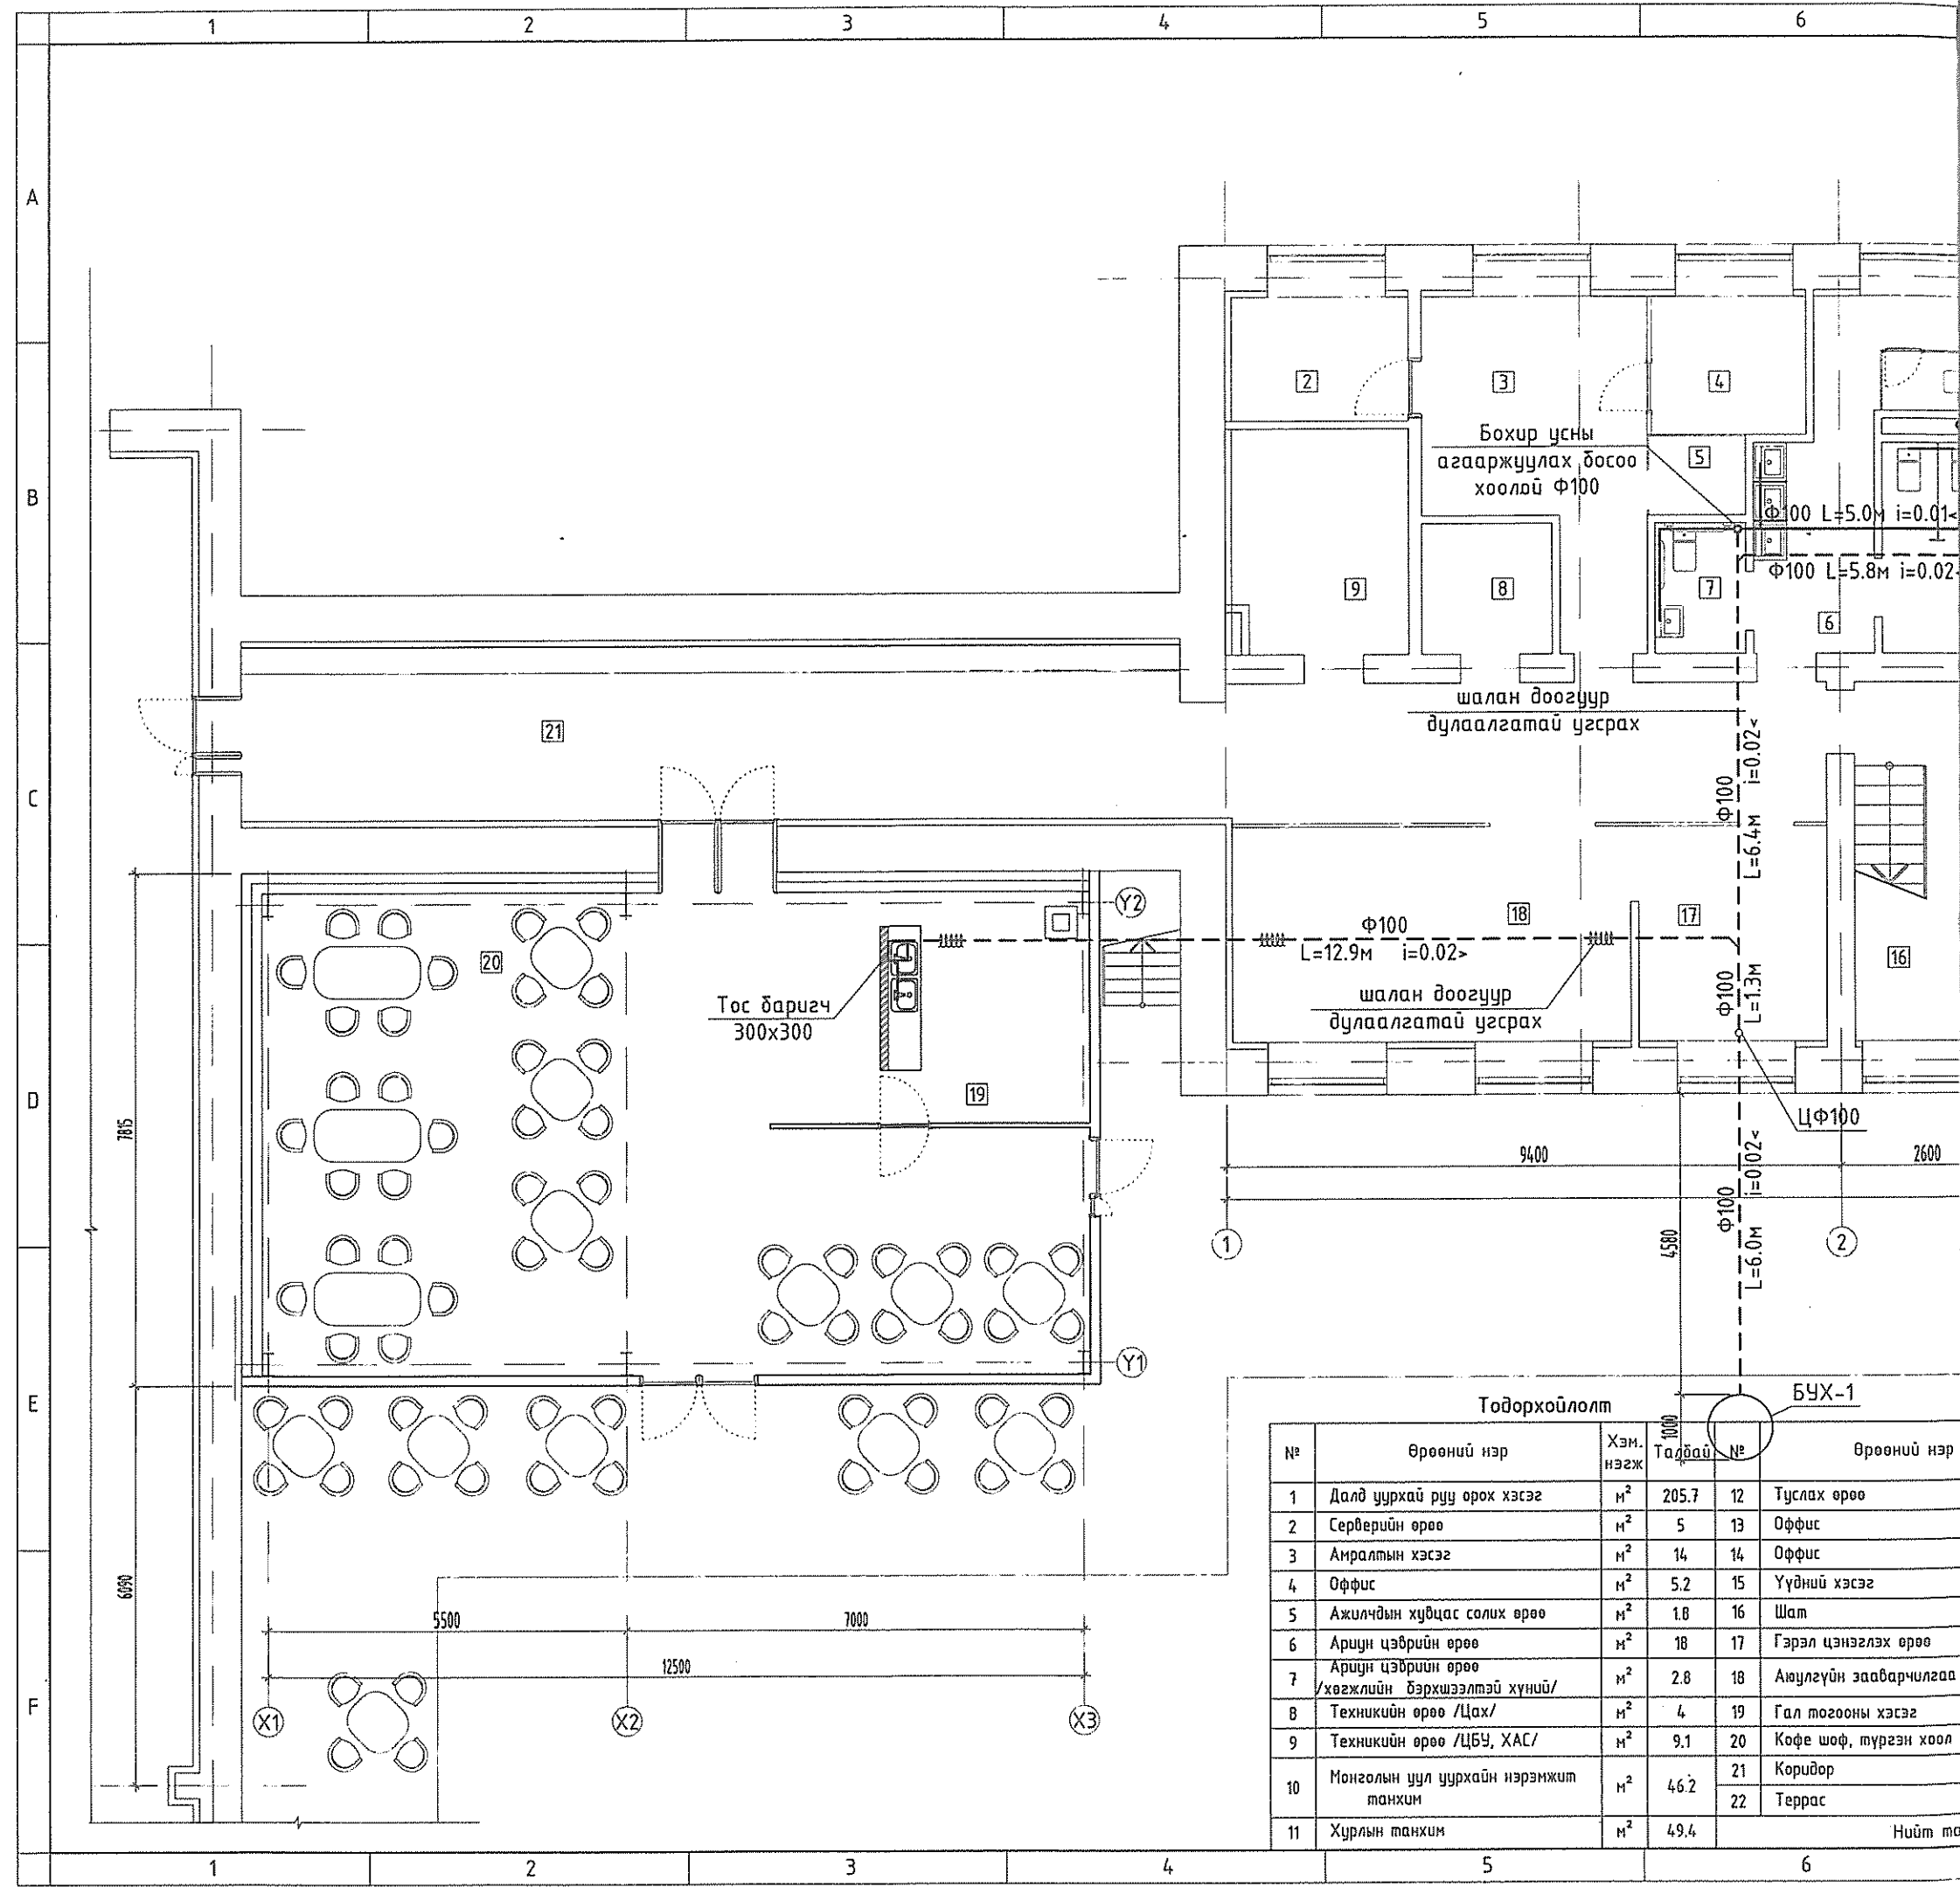 1 2 3 4 5 6
A
B
C
D
E
F
2
3
4
Бохир усны
агааржуулах босоо
хоолой Ф100
5
Ф100 L=5.0м i=0.01<
Ф100 L=5.8м i=0.02<
9
8
7
6
21
шалан доогуур
дулаалгатай угсрах
Ф100
L=6.4м i=0.02<
Y2
20
18
17
16
Ф100
L=12.9м i=0.02>
Тос баригч
300x300
шалан доогуур
дулаалгатай угсрах
Ф100
L=1.3м
19
ЦФ100
7815
9400
2600
Ф100
L=6.0м i=0.02<
4580
1
2
Y1
1000
БУХ-1
6090
5500
7000
12500
X1
X2
X3
Тодорхойлолт
№ Өрөөний нэр Хэм. нэгж Талбай № Өрөөний нэр
1 Далд уурхай руу орох хэсэг м² 205.7 12 Туслах өрөө
2 Серверийн өрөө м² 5 13 Оффис
3 Амралтын хэсэг м² 14 14 Оффис
4 Оффис м² 5.2 15 Үүдний хэсэг
5 Ажилчдын хувцас солих өрөө м² 1.8 16 Шат
6 Ариун цэврийн өрөө м² 18 17 Гэрэл цэнэглэх өрөө
7 Ариун цэврийн өрөө /хөгжлийн бэрхшээлтэй хүний/ м² 2.8 18 Аюулгүйн зааварчилгаа
8 Техникийн өрөө /Цах/ м² 4 19 Гал тогооны хэсэг
9 Техникийн өрөө /ЦБУ, ХАС/ м² 9.1 20 Кофе шоф, түргэн хоол
10 Монголын уул уурхайн нэрэмжит танхим м² 46.2 21 Коридор
22 Террас
11 Хурлын танхим м² 49.4 Нийт
1 2 3 4 5 6